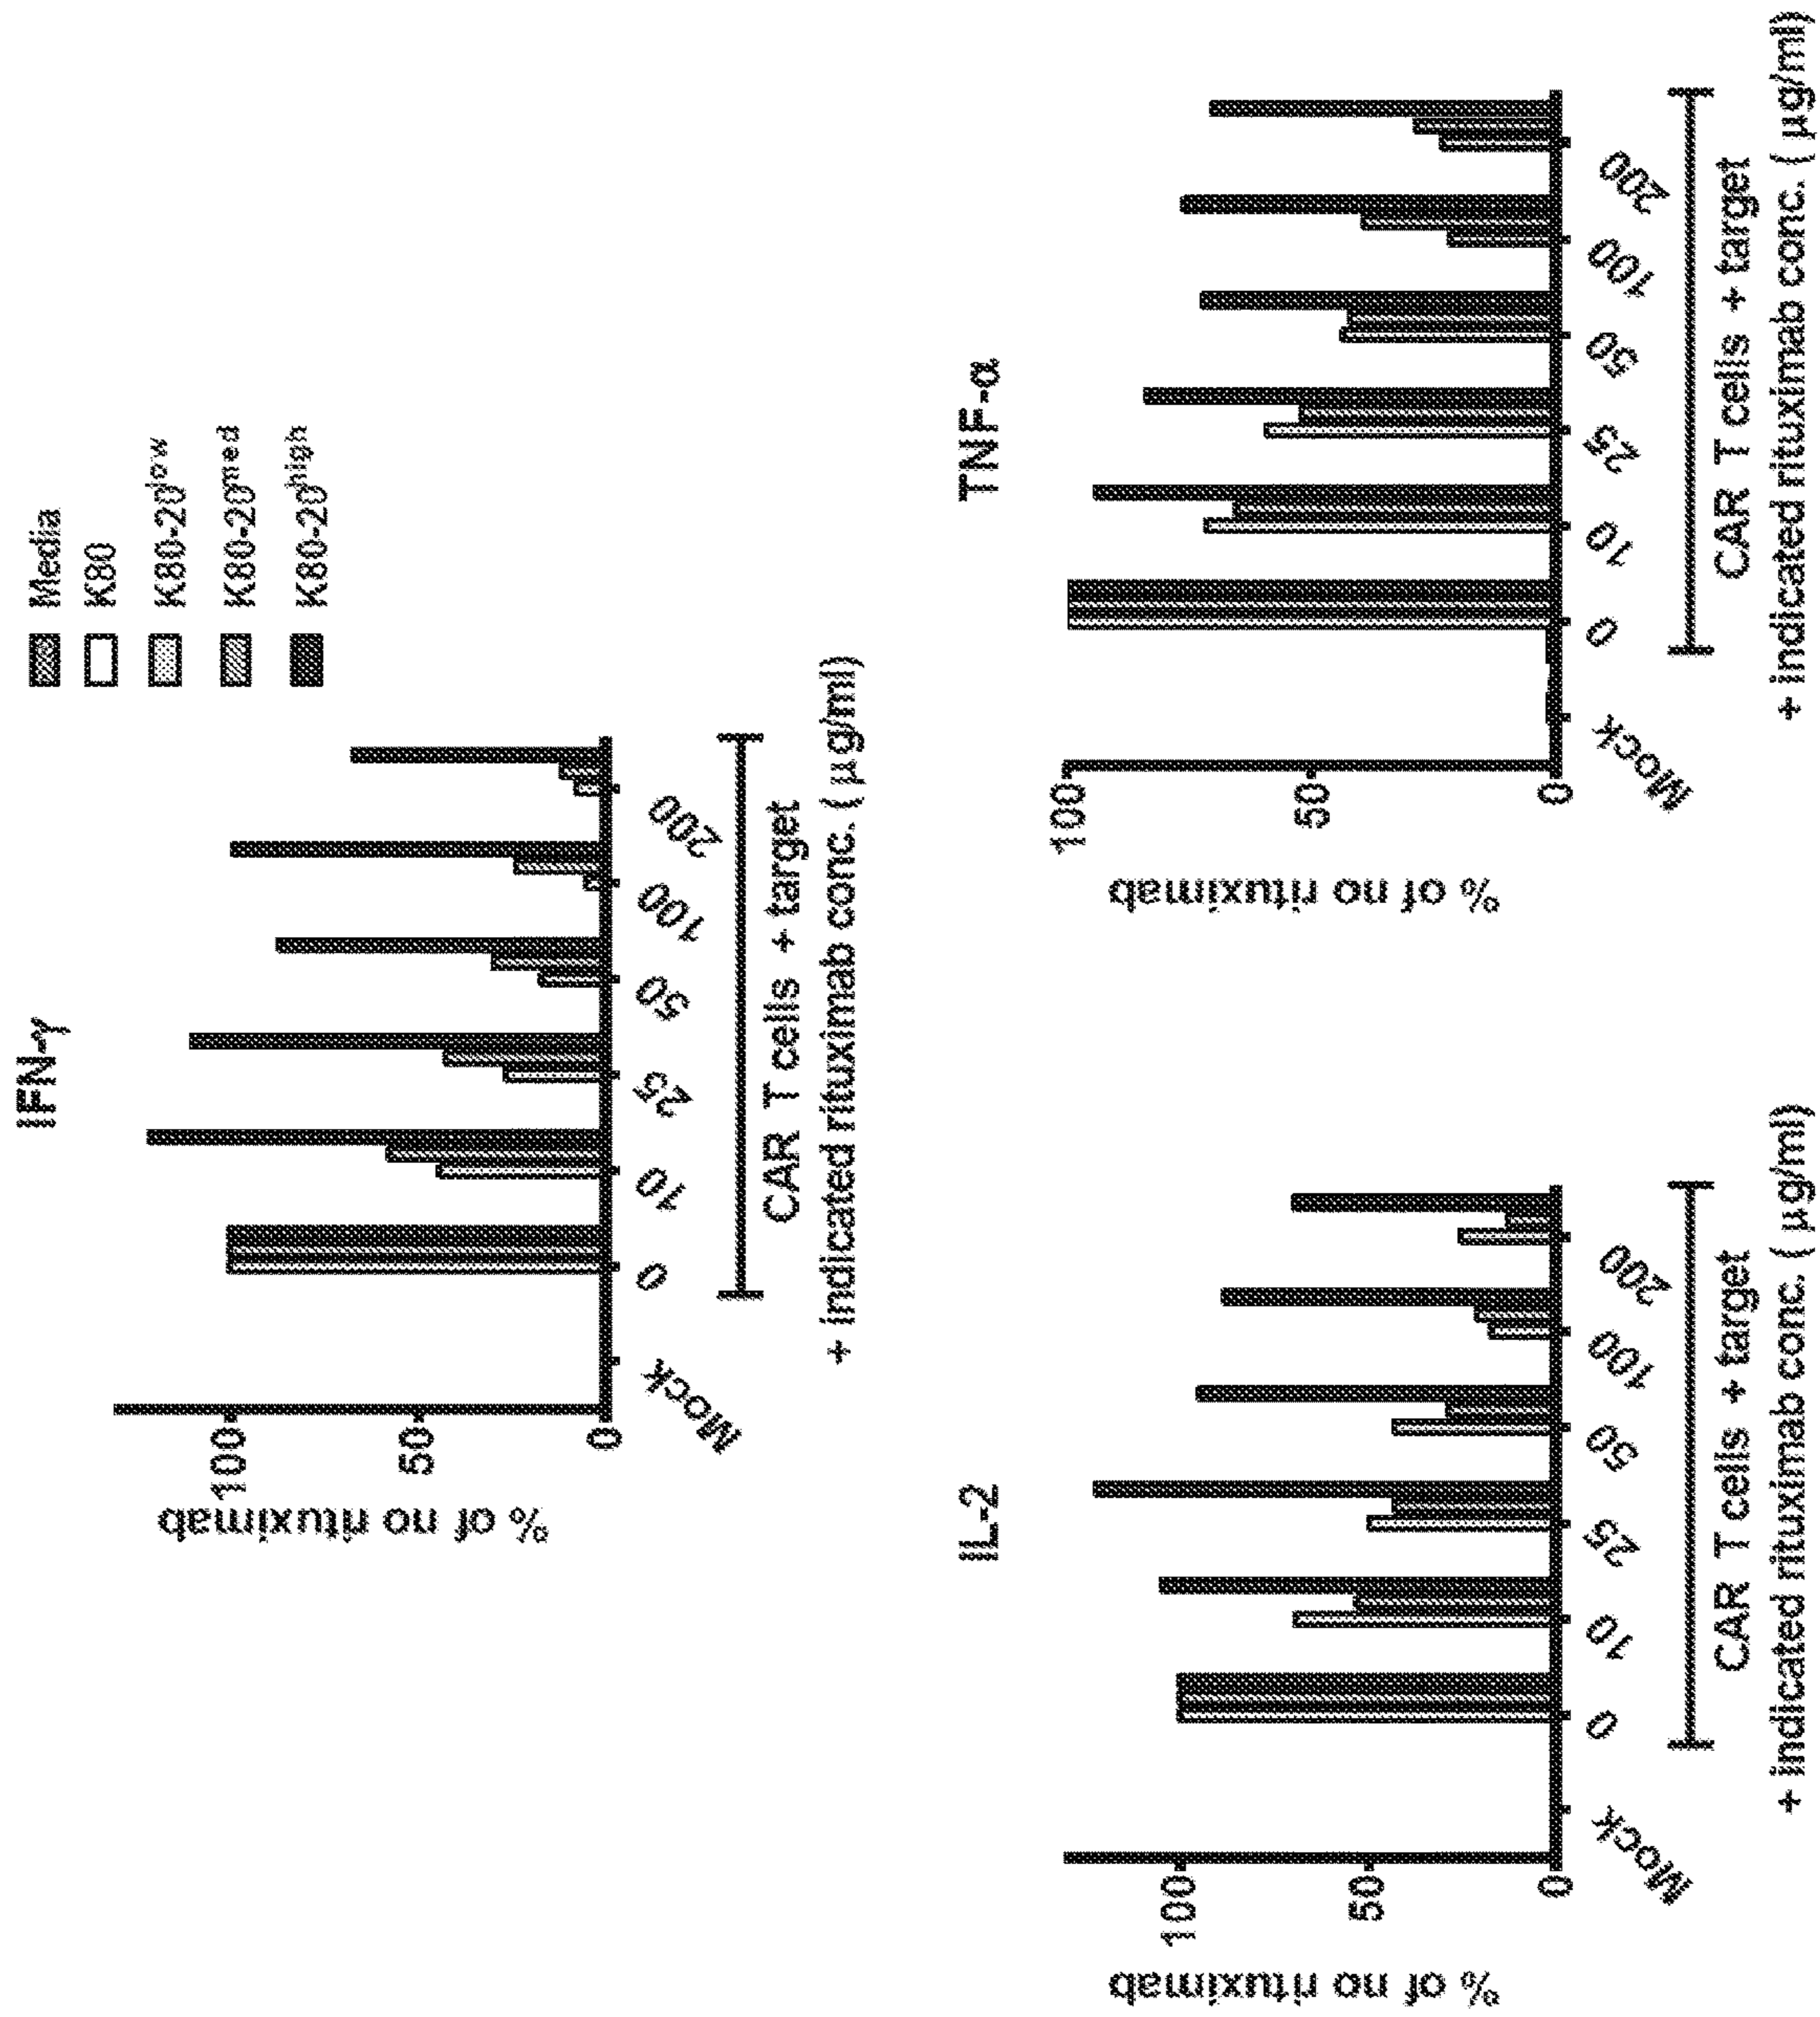 IFN-γ
% of no rituximab
100
50
0
Mock 0 10 25 50 100 200
CAR T cells + target
+ indicated rituximab conc. ( μg/ml)
Media
K80
K80-20low
K80-20med
K80-20high
IL-2
% of no rituximab
100
50
0
Mock 0 10 25 50 100 200
CAR T cells + target
+ indicated rituximab conc. ( μg/ml)
TNF-α
% of no rituximab
100
50
0
Mock 0 10 25 50 100 200
CAR T cells + target
+ indicated rituximab conc. ( μg/ml)